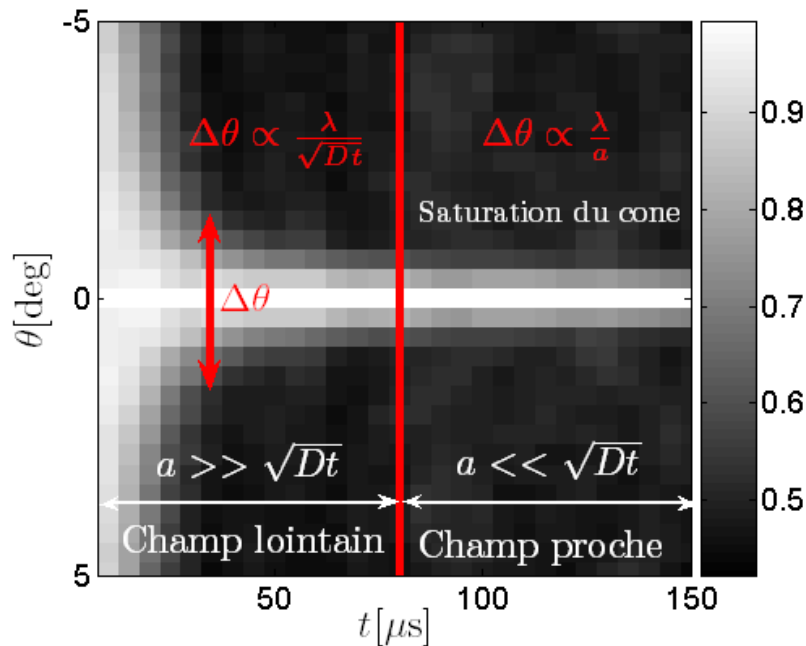 -5
0
5
θ[deg]
Δθ ∝ λ/√Dt
Δθ ∝ λ/a
Saturation du cone
Δθ
a >> √Dt
a << √Dt
Champ lointain
Champ proche
50
100
150
t[μs]
0.9
0.8
0.7
0.6
0.5